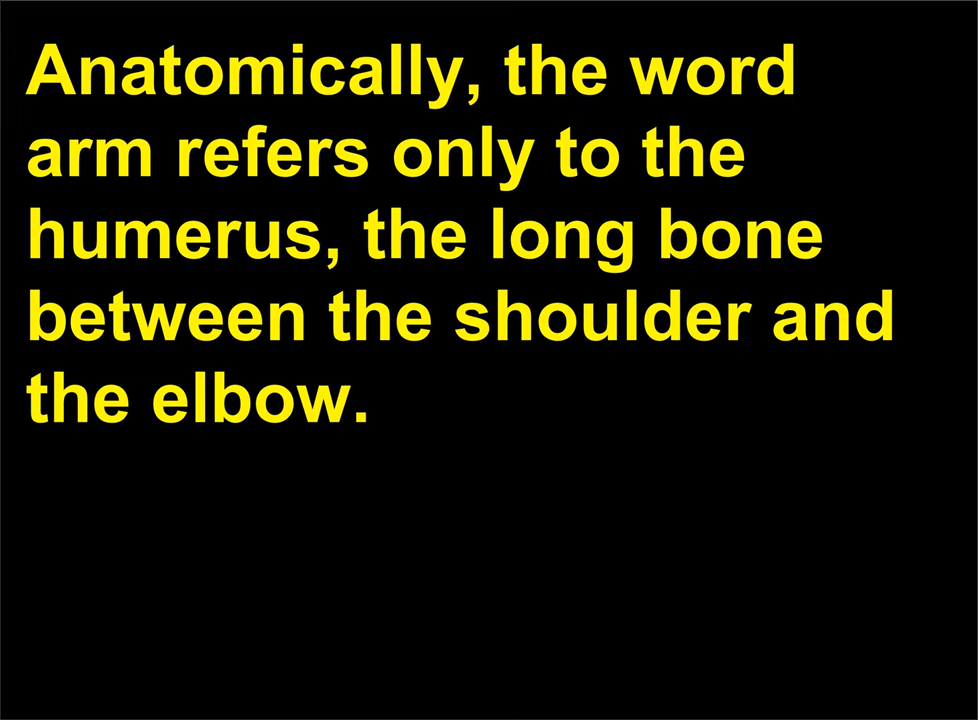 Anatomically, the word
arm refers only to the
humerus, the long bone
between the shoulder and
the elbow.